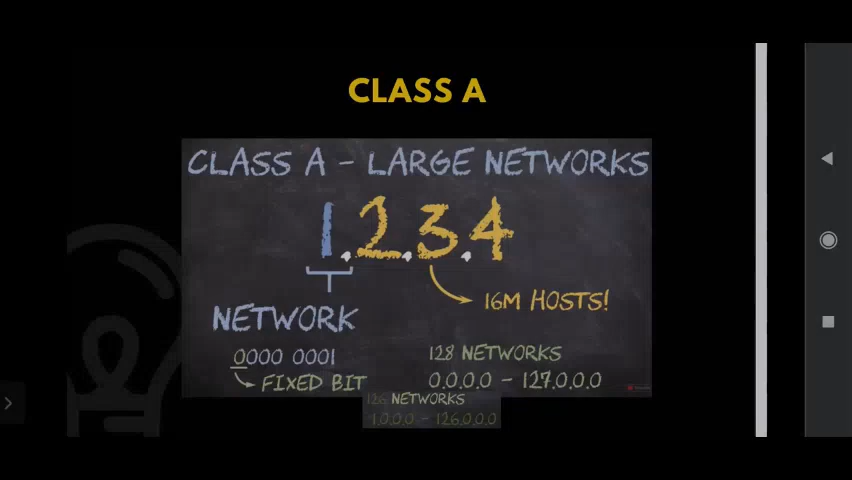 CLASS A
CLASS A - LARGE NETWORKS
1.2.3.4
16M HOSTS!
NETWORK
0000 0001
FIXED BIT
128 NETWORKS
0.0.0.0 - 127.0.0.0
126 NETWORKS
1.0.0.0 - 126.0.0.0